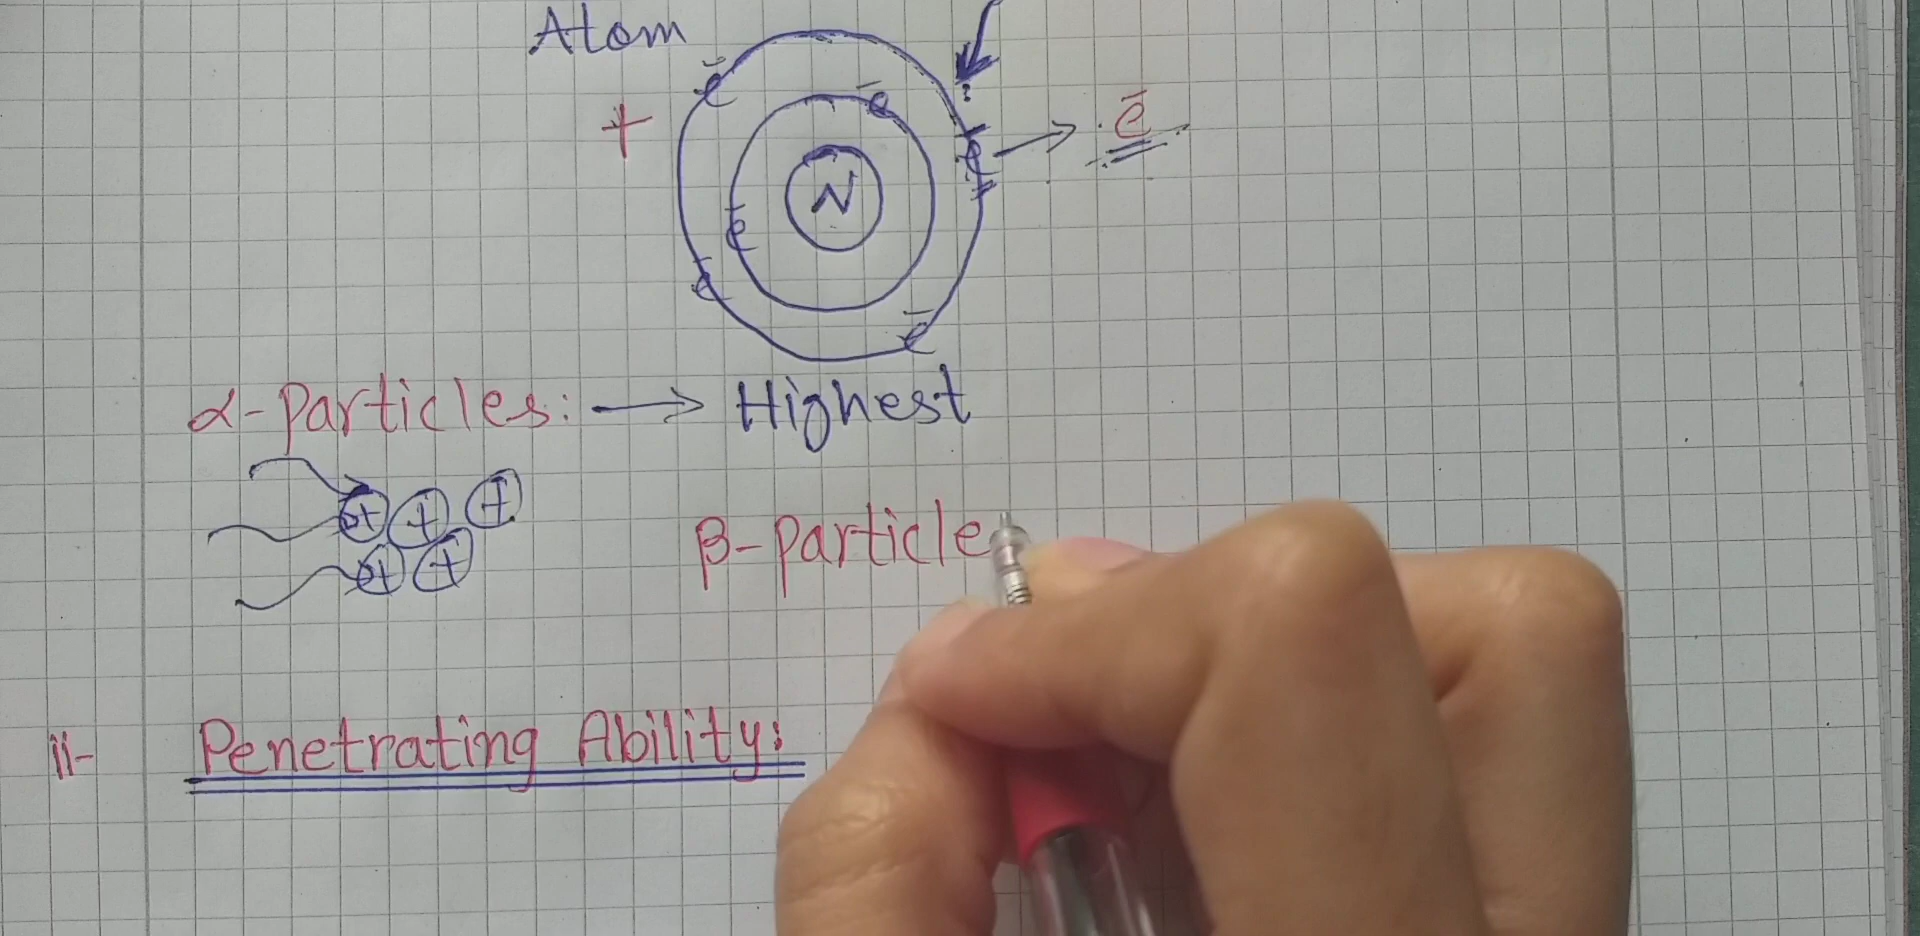 Atom
+
e̅
e̅
e̅
e̅
N
e̅
e̅
e̅
α-Particles: → Highest
+ + +
+ +
β-particle
ii- Penetrating Ability: